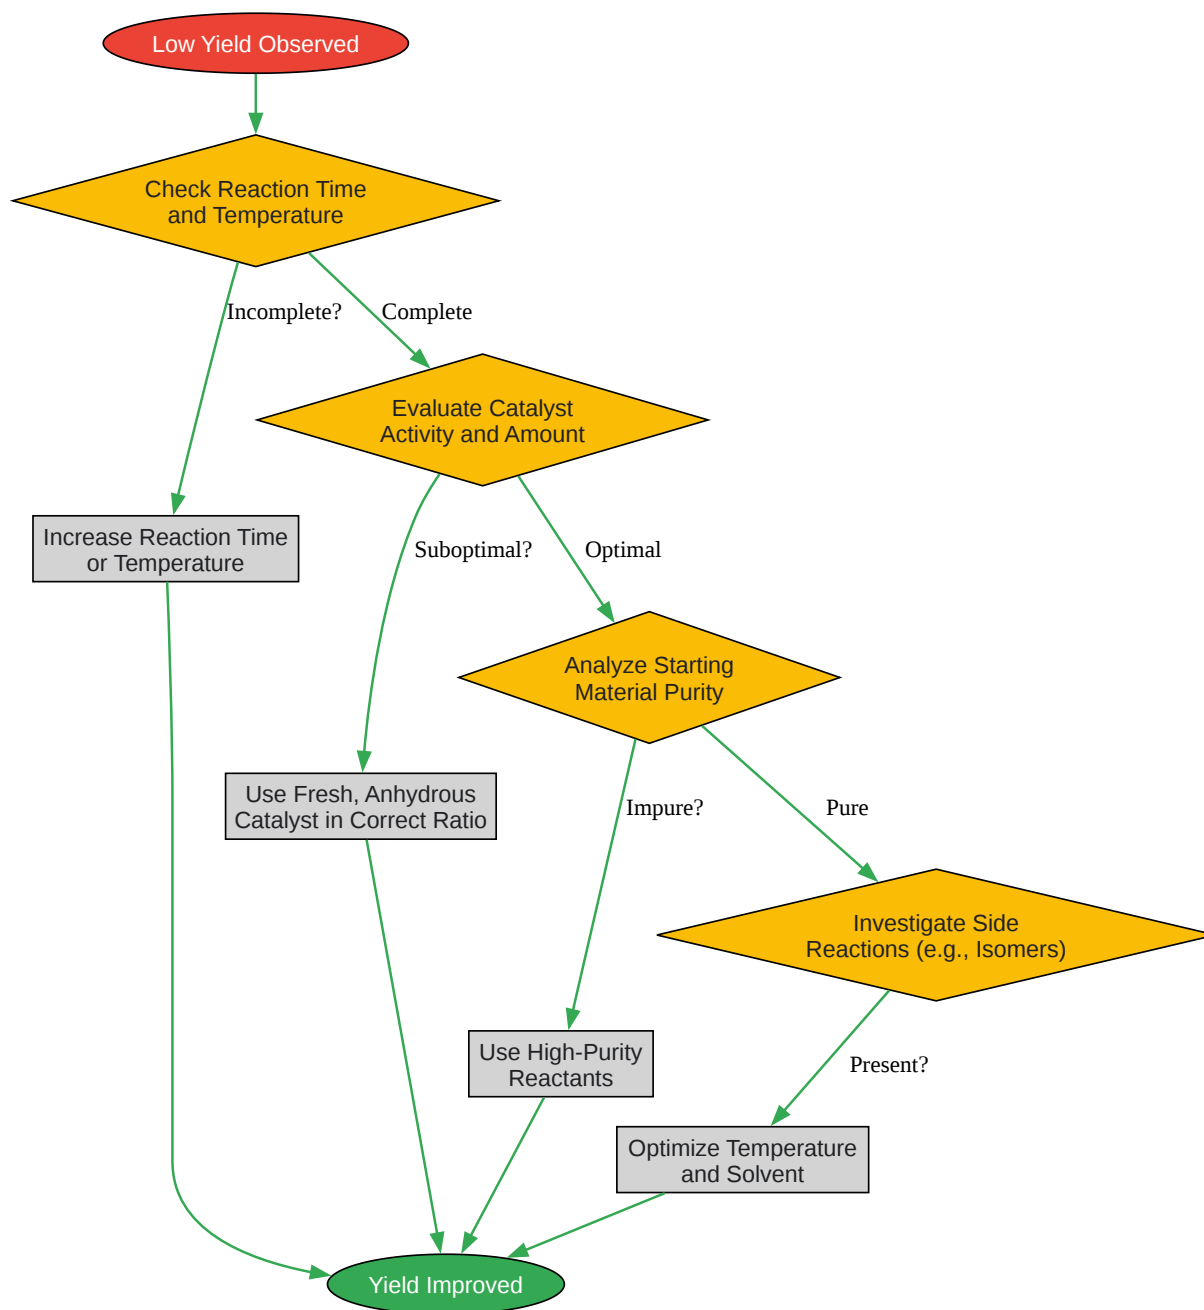 Low Yield Observed
Check Reaction Time
and Temperature
Incomplete?
Complete
Evaluate Catalyst
Activity and Amount
Increase Reaction Time
or Temperature
Suboptimal?
Optimal
Analyze Starting
Material Purity
Use Fresh, Anhydrous
Catalyst in Correct Ratio
Impure?
Pure
Investigate Side
Reactions (e.g., Isomers)
Use High-Purity
Reactants
Present?
Optimize Temperature
and Solvent
Yield Improved